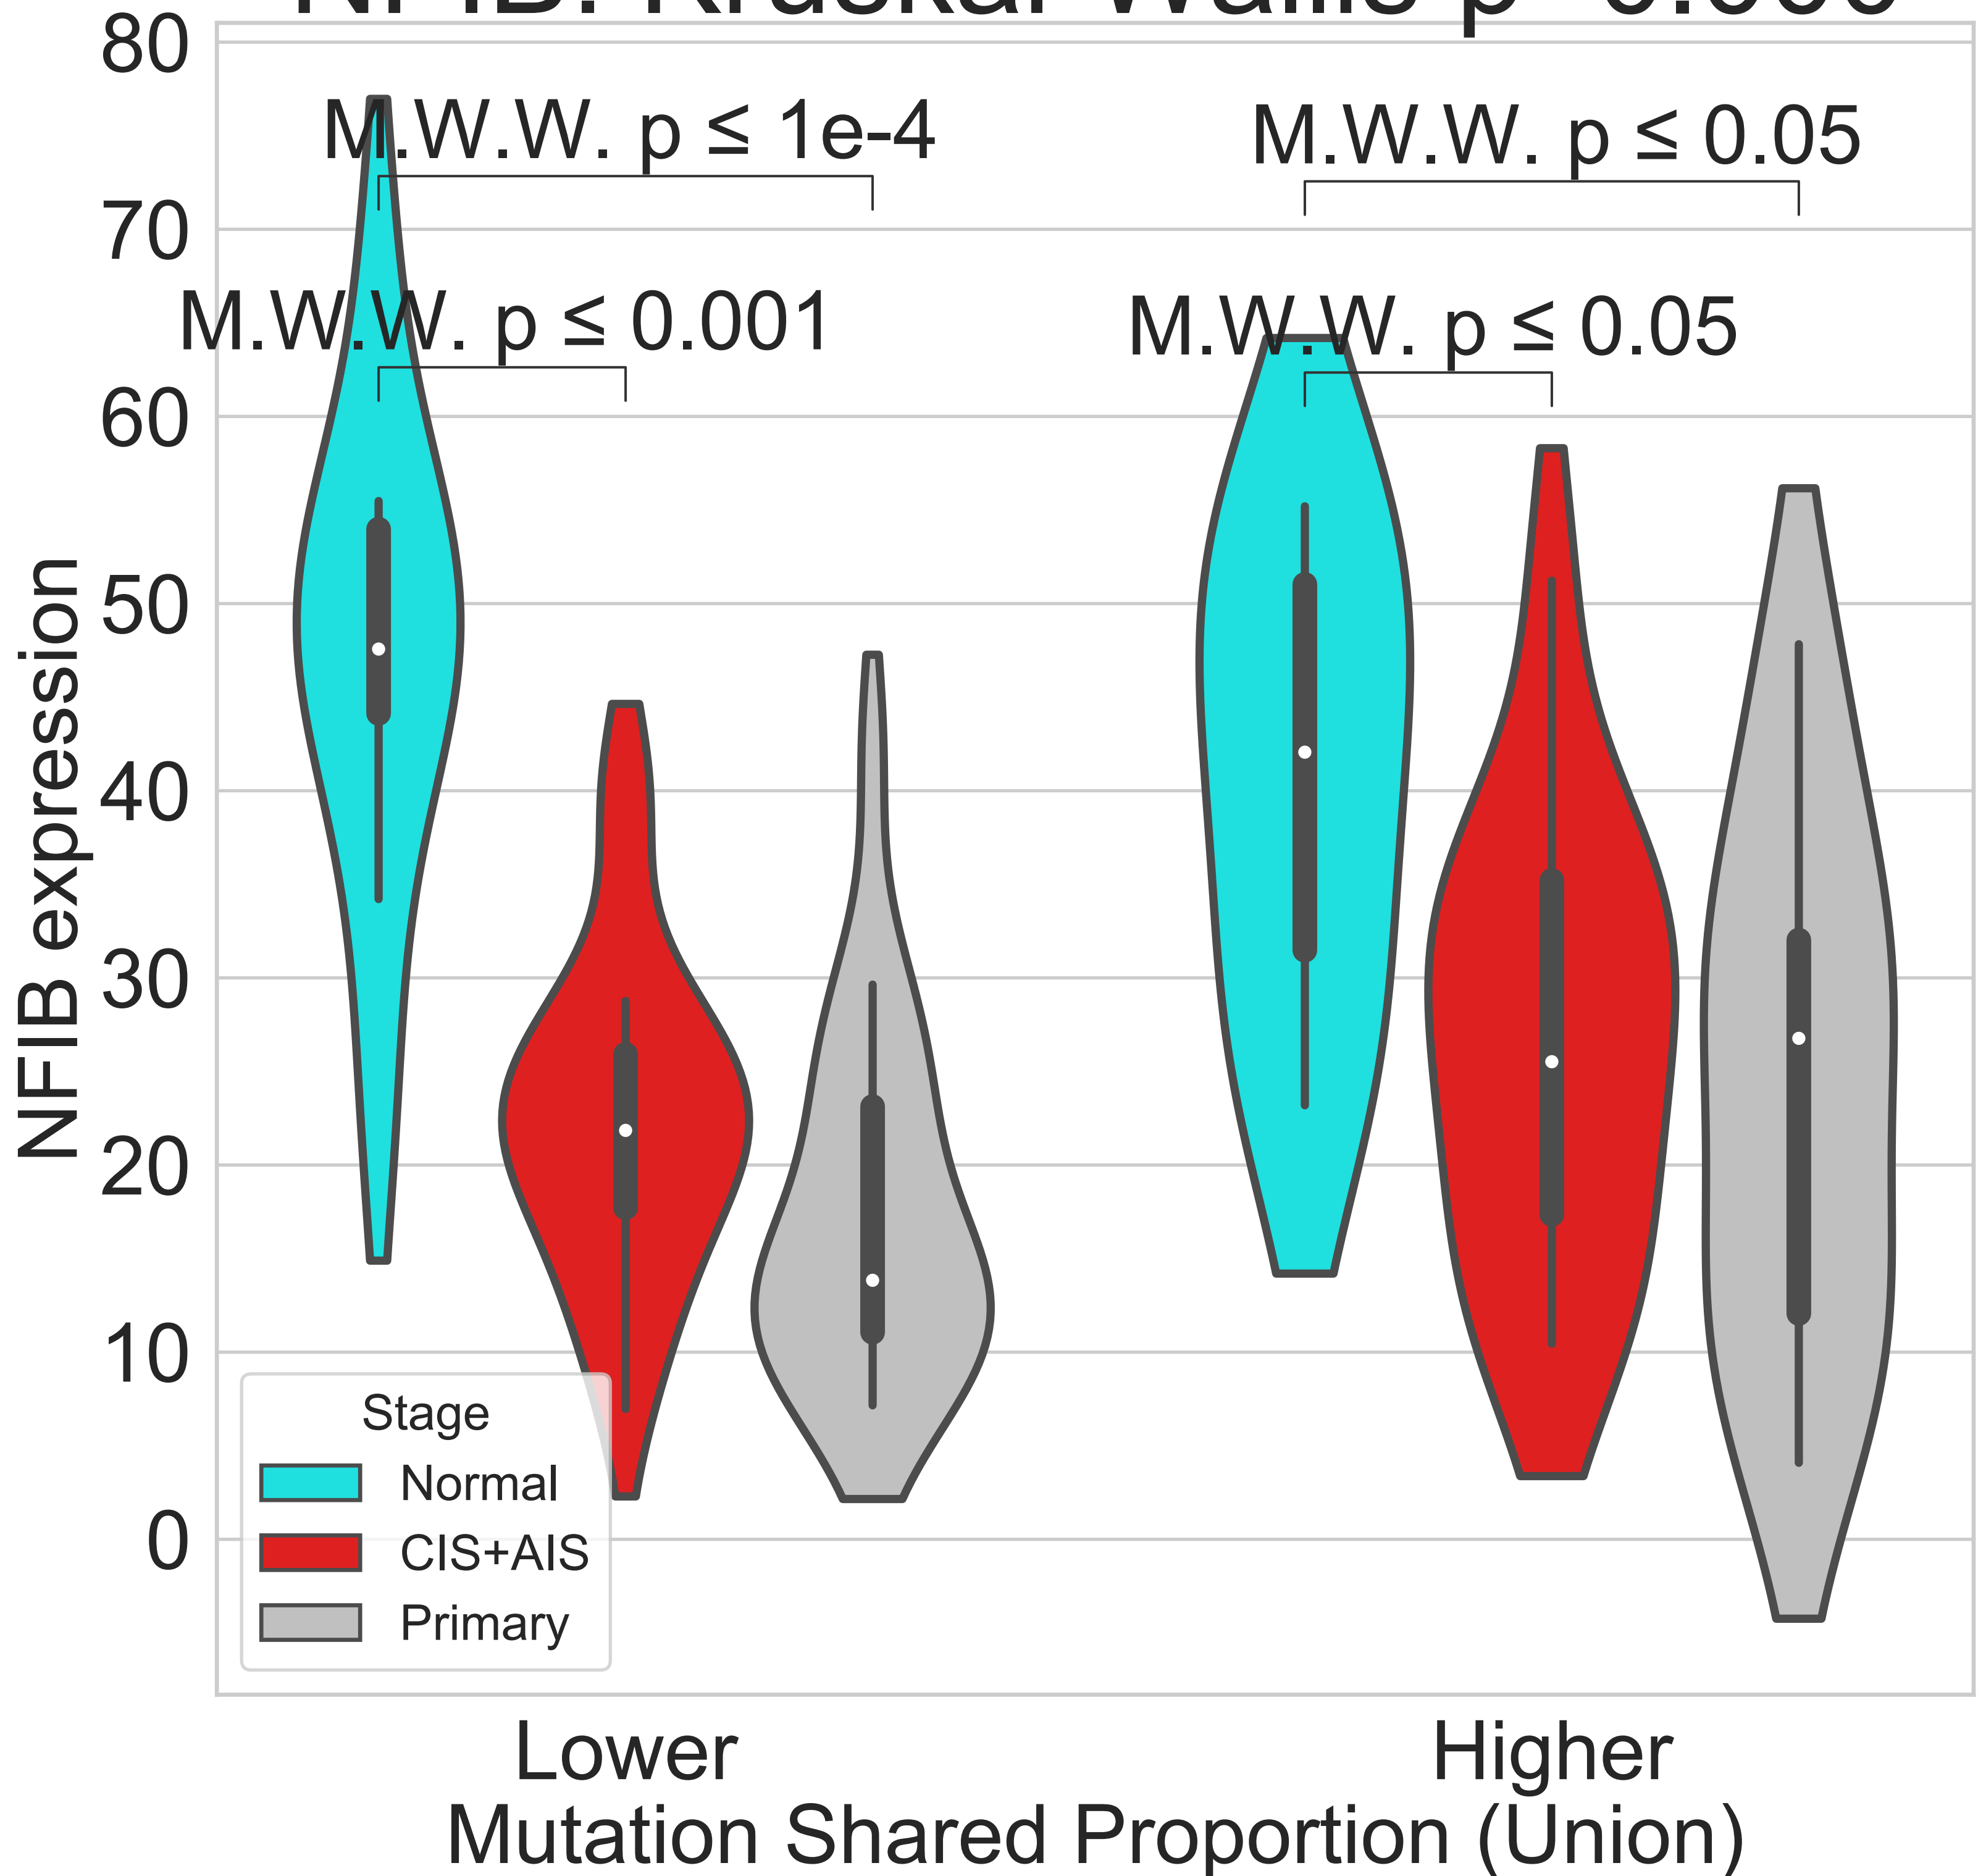 80
70
60
50
40
30
20
10
0
NFIB expression
M.W.W. p ≤ 1e-4
M.W.W. p ≤ 0.05
M.W.W. p ≤ 0.001
M.W.W. p ≤ 0.05
Stage
Normal
CIS+AIS
Primary
Lower
Higher
Mutation Shared Proportion (Union)